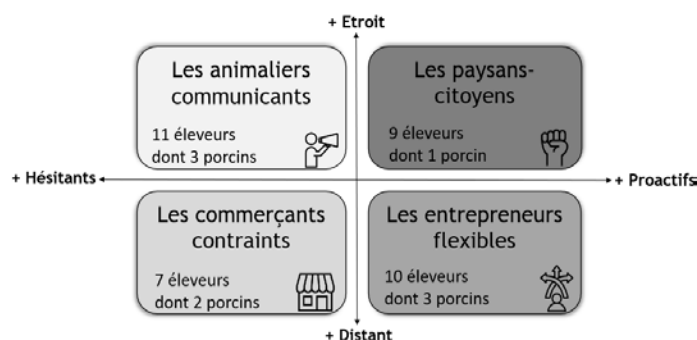 + Etroit
Les animaliers
communicants
11 éleveurs
dont 3 porcins
Les paysans-
citoyens
9 éleveurs
dont 1 porcin
+ Hésitants
+ Proactifs
Les commerçants
contraints
7 éleveurs
dont 2 porcins
Les entrepreneurs
flexibles
10 éleveurs
dont 3 porcins
+ Distant